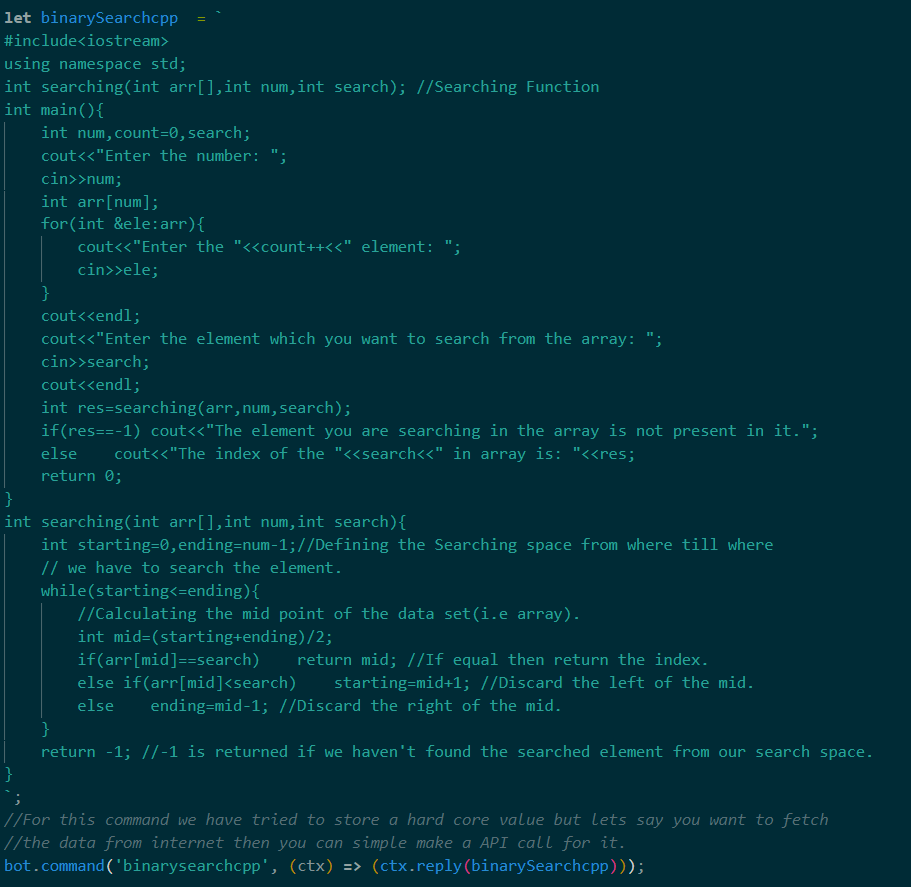 let binarySearchcpp  = `
#include<iostream>
using namespace std;
int searching(int arr[],int num,int search); //Searching Function
int main(){
    int num,count=0,search;
    cout<<"Enter the number: ";
    cin>>num;
    int arr[num];
    for(int &ele:arr){
        cout<<"Enter the "<<count++<<" element: ";
        cin>>ele;
    }
    cout<<endl;
    cout<<"Enter the element which you want to search from the array: ";
    cin>>search;
    cout<<endl;
    int res=searching(arr,num,search);
    if(res==-1) cout<<"The element you are searching in the array is not present in it.";
    else    cout<<"The index of the "<<search<<" in array is: "<<res;
    return 0;
}
int searching(int arr[],int num,int search){
    int starting=0,ending=num-1;//Defining the Searching space from where till where
    // we have to search the element.
    while(starting<=ending){
        //Calculating the mid point of the data set(i.e array).
        int mid=(starting+ending)/2;
        if(arr[mid]==search)    return mid; //If equal then return the index.
        else if(arr[mid]<search)    starting=mid+1; //Discard the left of the mid.
        else    ending=mid-1; //Discard the right of the mid.
    }
    return -1; //-1 is returned if we haven't found the searched element from our search space.
}
`;
//For this command we have tried to store a hard core value but lets say you want to fetch
//the data from internet then you can simple make a API call for it.
bot.command('binarysearchcpp', (ctx) => (ctx.reply(binarySearchcpp)));